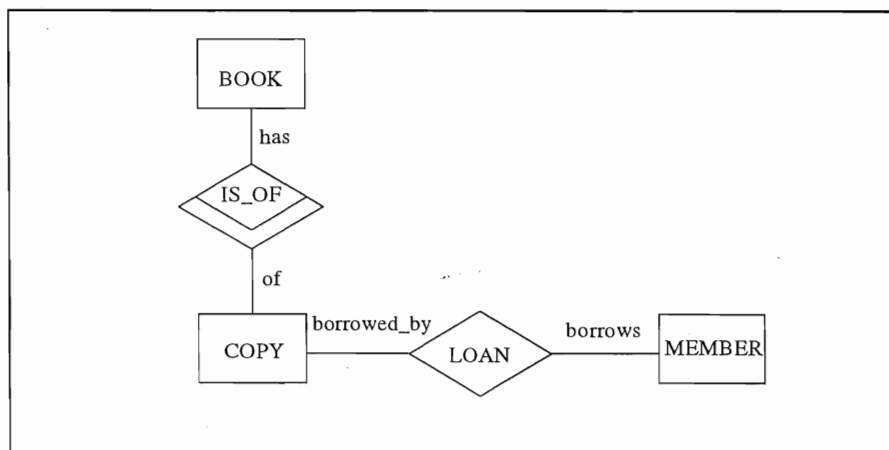 BOOK
has
IS_OF
of
borrowed_by
borrows
COPY
LOAN
MEMBER